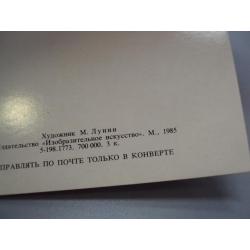 Художник М. Лунин
здательство «Изобразительное искусство». М., 1985
5-198.1773. 700 000. 3 к.
ПРАВЛЯТЬ ПО ПОЧТЕ ТОЛЬКО В КОНВЕРТЕ